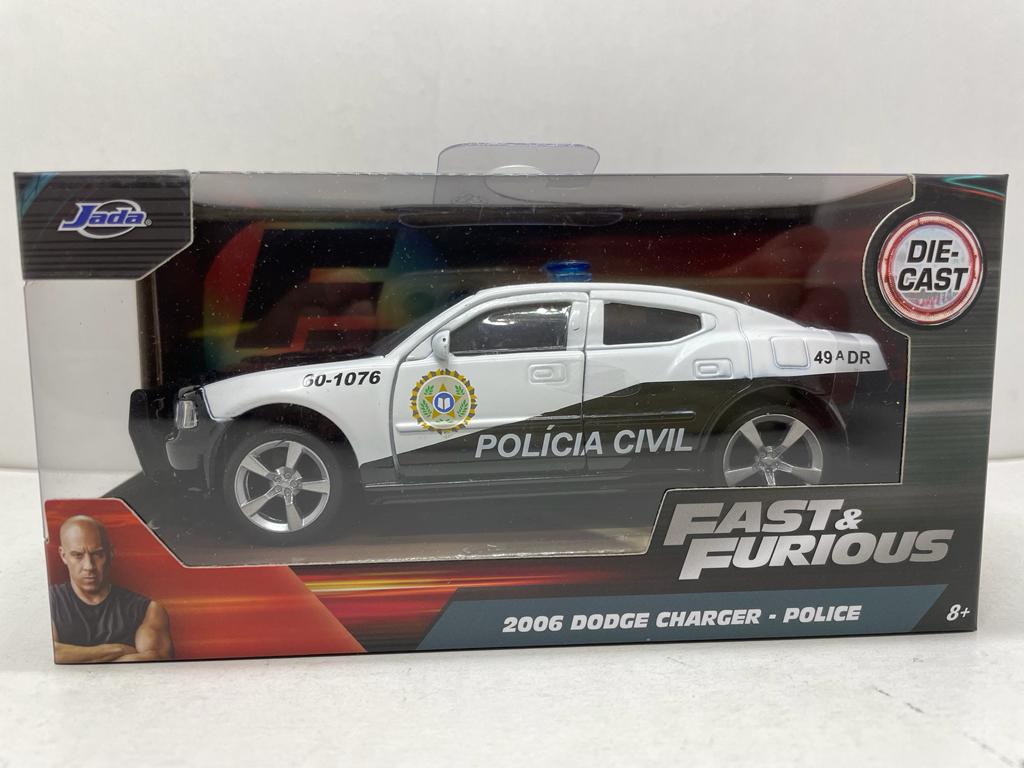 Jada
DIE-
CAST
60-1076
49 A DR
POLÍCIA CIVIL
FAST &
FURIOUS
2006 DODGE CHARGER - POLICE
8+